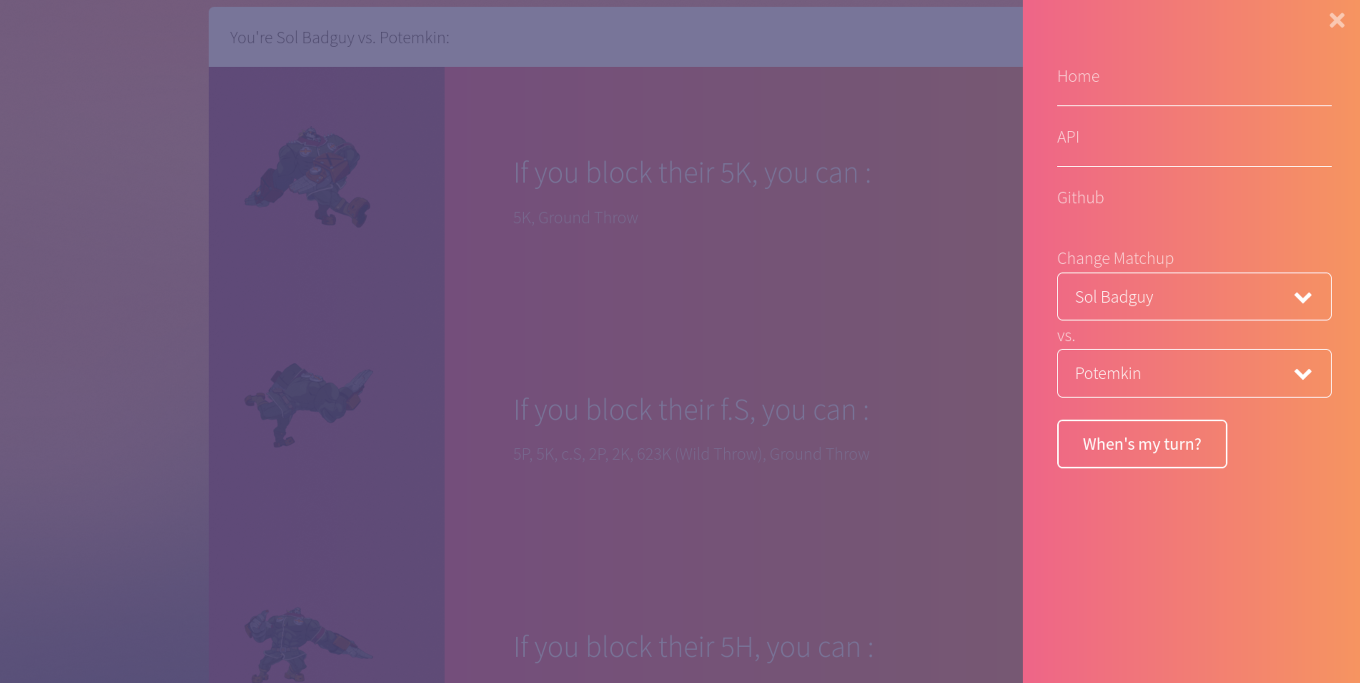 You're Sol Badguy vs. Potemkin:
If you block their 5K, you can :
5K, Ground Throw
If you block their f.S, you can :
5P, 5K, c.S, 2P, 2K, 623K (Wild Throw), Ground Throw
If you block their 5H, you can :
Home
API
Github
Change Matchup
Sol Badguy
vs.
Potemkin
When's my turn?